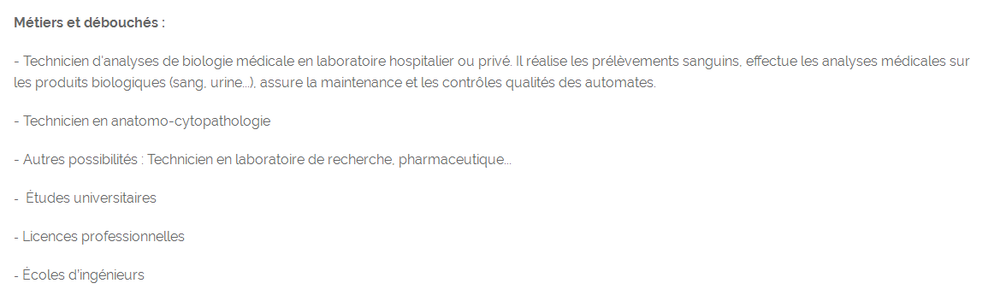 Métiers et débouchés :
- Technicien d'analyses de biologie médicale en laboratoire hospitalier ou privé. Il réalise les prélèvements sanguins, effectue les analyses médicales sur
les produits biologiques (sang, urine...), assure la maintenance et les contrôles qualités des automates.
- Technicien en anatomo-cytopathologie
- Autres possibilités : Technicien en laboratoire de recherche, pharmaceutique...
- Études universitaires
- Licences professionnelles
- Écoles d'ingénieurs